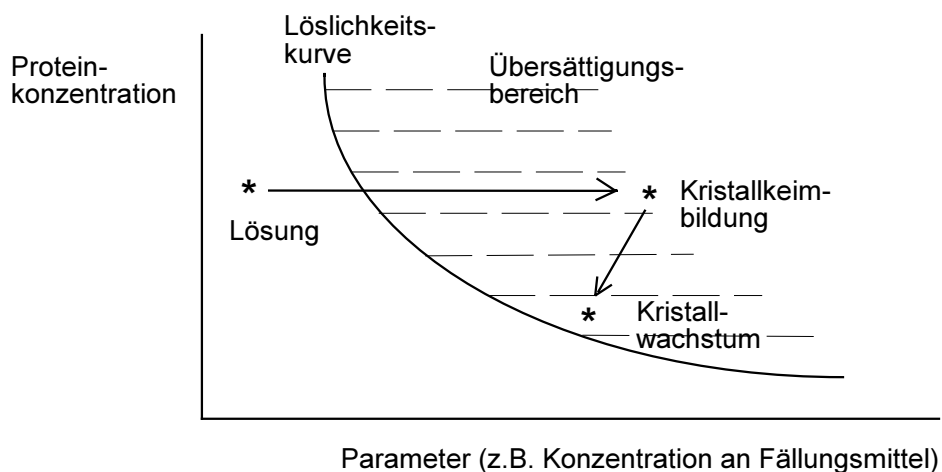 Löslichkeits-
kurve
Protein-
konzentration
Übersättigungs-
bereich
*
*
Kristallkeim-
bildung
Lösung
*
Kristall-
wachstum
Parameter (z.B. Konzentration an Fällungsmittel)